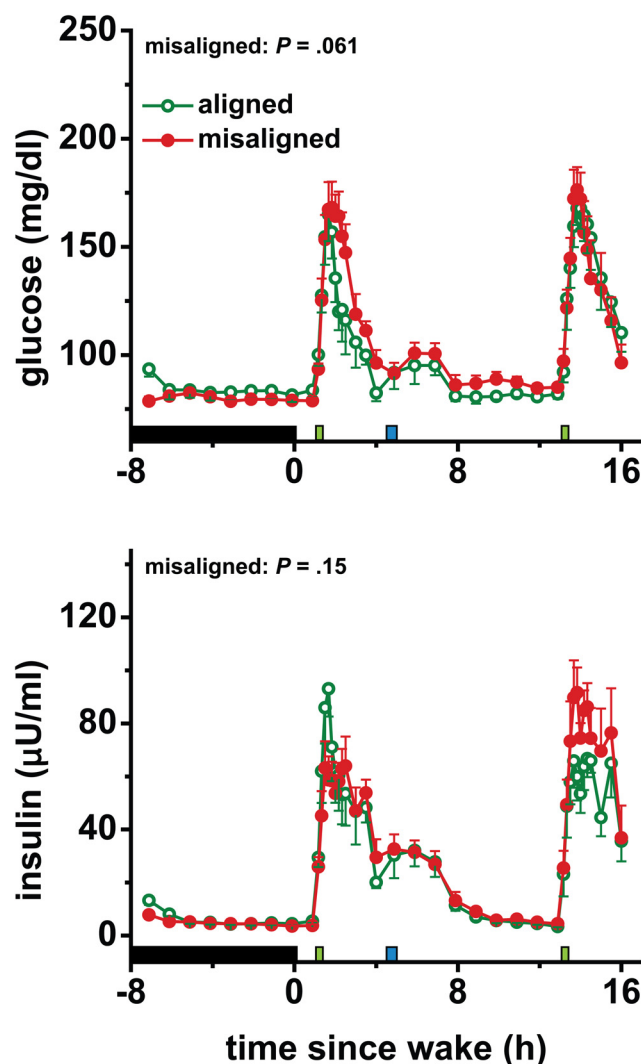 250
misaligned: P = .061
aligned
misaligned
200
150
100
glucose (mg/dl)
-8 0 8 16
misaligned: P = .15
120
80
40
0
insulin (µU/ml)
-8 0 8 16
time since wake (h)